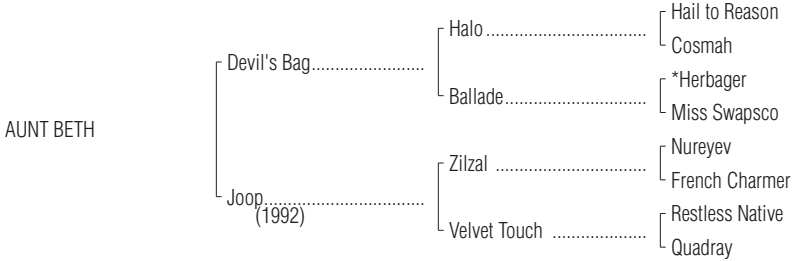 Hail to Reason
Halo
Cosmah
Devil's Bag
*Herbager
Ballade
Miss Swapsco
AUNT BETH
Nureyev
Zilzal
French Charmer
Joop
(1992)
Restless Native
Velvet Touch
Quadray